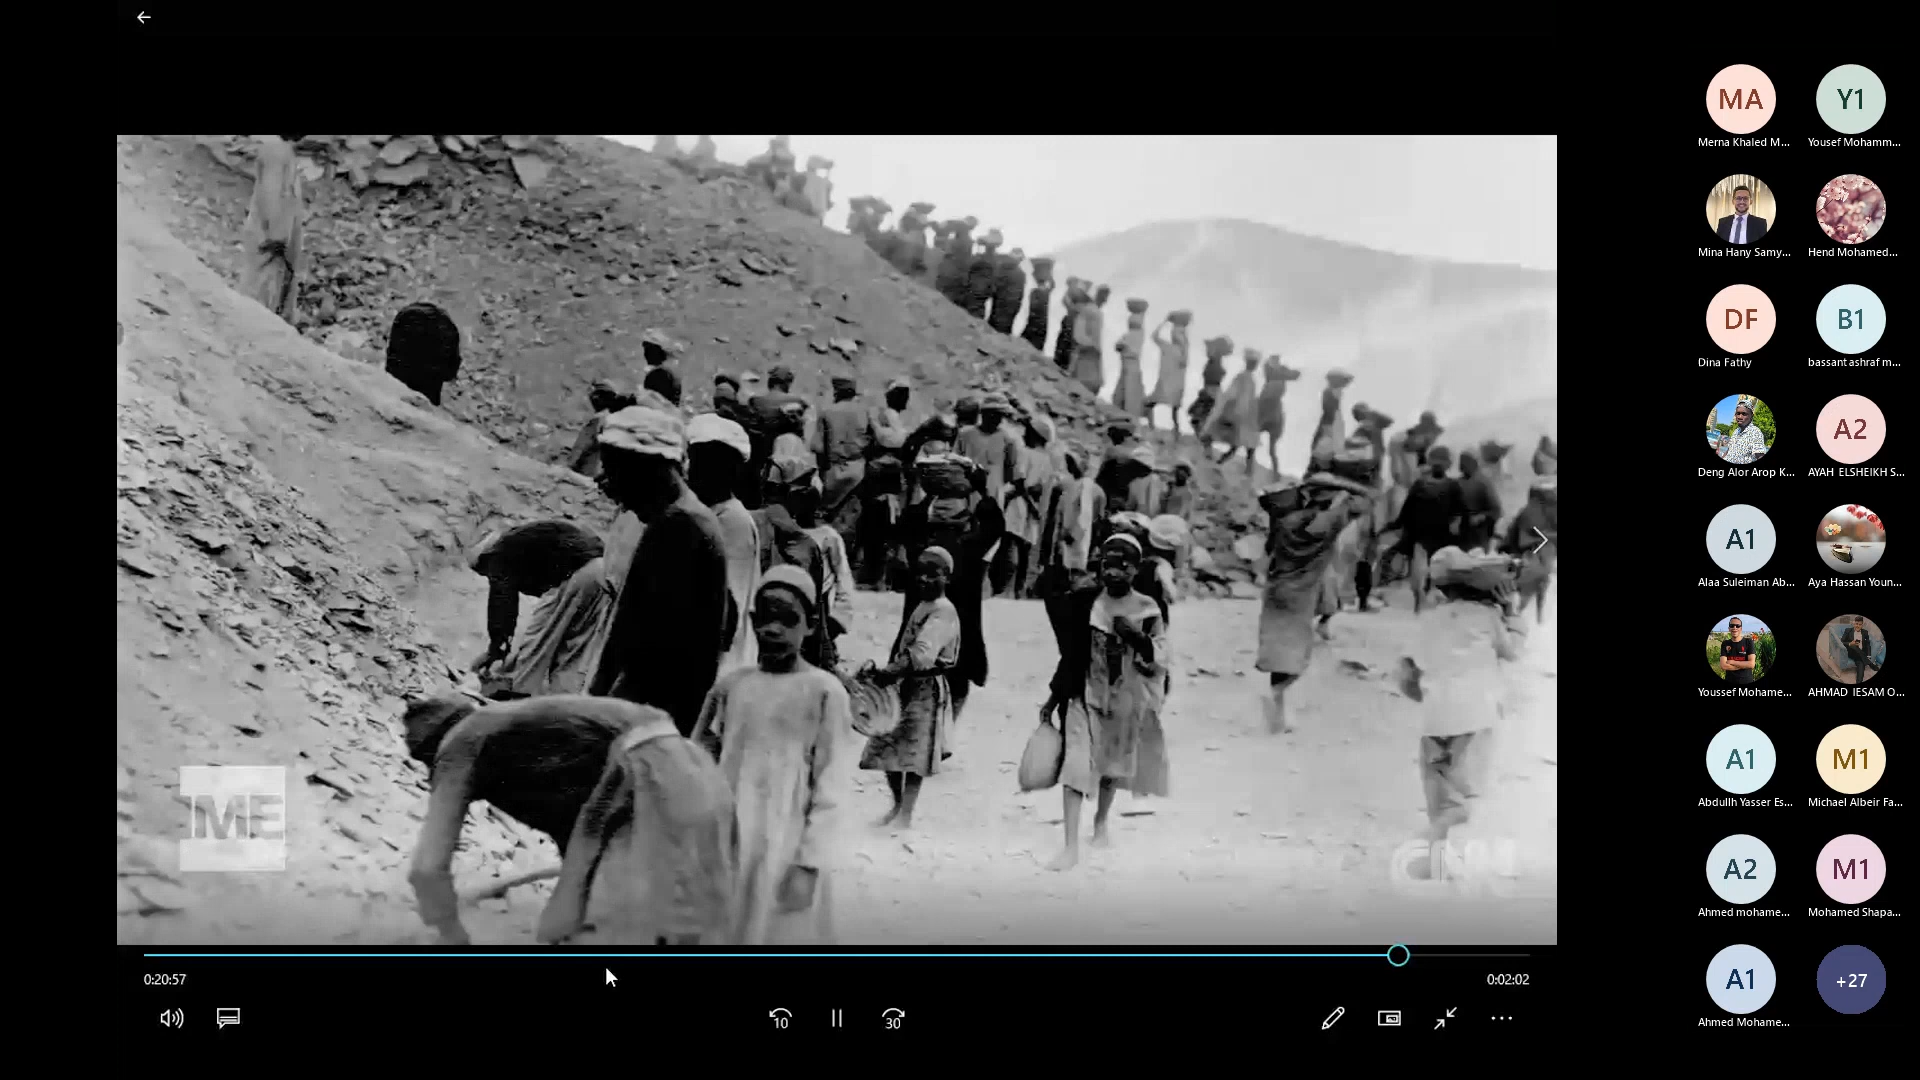 MA
Y1
Merna Khaled M...
Yousef Mohamm...
Mina Hany Samy...
Hend Mohamed...
DF
B1
Dina Fathy
bassant ashraf m...
A2
Deng Alor Arop K...
AYAH ELSHEIKH S...
A1
Alaa Suleiman Ab...
Aya Hassan Youn...
Youssef Mohame...
AHMAD IESAM O...
A1
M1
Abdullh Yasser Es...
Michael Albeir Fa...
A2
M1
Ahmed mohame...
Mohamed Shapa...
A1
+27
Ahmed Mohame...
ME
CNN
0:20:57
0:02:02
10
30